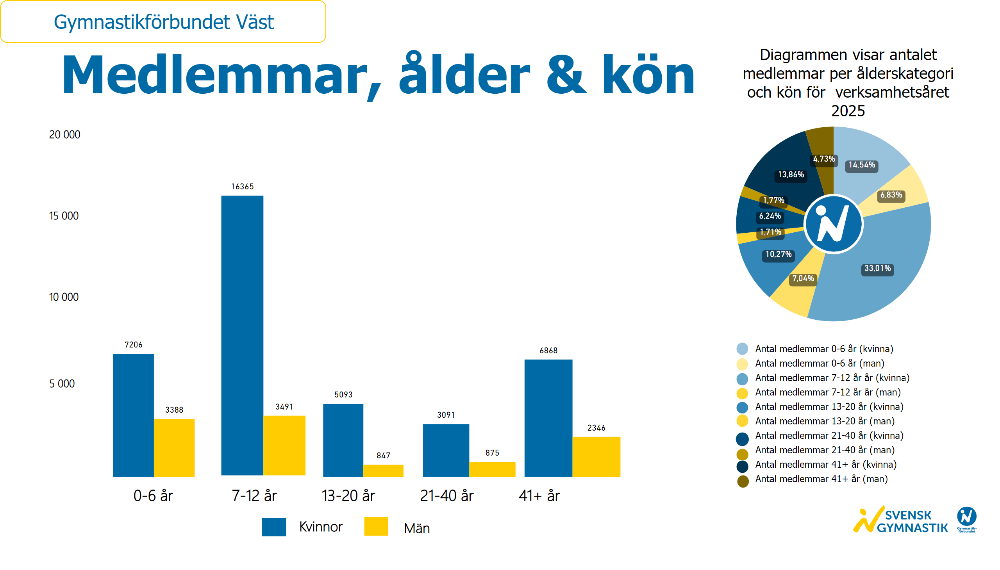 Gymnastikförbundet Väst
Medlemmar, ålder & kön
Diagrammen visar antalet
medlemmar per ålderskategori
och kön för  verksamhetsåret
2025
20 000
15 000
10 000
5 000
7206
3388
16365
3491
5093
847
3091
875
6868
2346
0-6 år
7-12 år
13-20 år
21-40 år
41+ år
Kvinnor
Män
4,73%
14,54%
13,86%
6,83%
1,77%
6,24%
1,71%
10,27%
33,01%
7,04%
Antal medlemmar 0-6 år (kvinna)
Antal medlemmar 0-6 år (man)
Antal medlemmar 7-12 år år (kvinna)
Antal medlemmar 7-12 år år (man)
Antal medlemmar 13-20 år (kvinna)
Antal medlemmar 13-20 år (man)
Antal medlemmar 21-40 år (kvinna)
Antal medlemmar 21-40 år (man)
Antal medlemmar 41+ år (kvinna)
Antal medlemmar 41+ år (man)
SVENSK
GYMNASTIK
Gymnastik-
förbundet